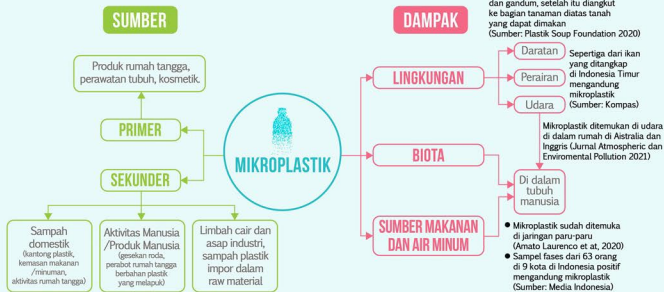 SUMBER
Produk rumah tangga,
perawatan tubuh, kosmetik.
PRIMER
SEKUNDER
Sampah
domestik
(kantong plastik,
kemasan makanan
/minuman,
aktivitas rumah tangga)
Aktivitas Manusia
/Produk Manusia
(gesekan roda,
perabot rumah tangga
berbahan plastik
yang melapuk)
Limbah cair dan
asap industri,
sampah plastik
impor dalam
raw material
MIKROPLASTIK
DAMPAK
dan gandum, setelah itu diangkut
ke bagian tanaman diatas tanah
yang dapat dimakan
(Sumber: Plastik Soup Foundation 2020)
LINGKUNGAN
Daratan
Perairan
Udara
Sepertiga dari ikan
yang ditangkap
di Indonesia Timur
mengandung
mikroplastik
(Sumber: Kompas)
Mikroplastik ditemukan di udara
di dalam rumah di Aistralia dan
Inggris (Jurnal Atmospheric dan
Enviromental Pollution 2021)
BIOTA
Di dalam
tubuh
manusia
SUMBER MAKANAN
DAN AIR MINUM
● Mikroplastik sudah ditemuka
di jaringan paru-paru
(Amato Laurenco et at, 2020)
● Sampel fases dari 63 orang
di 9 kota di Indonesia positif
mengandung mikroplastik
(Sumber: Media Indonesia)